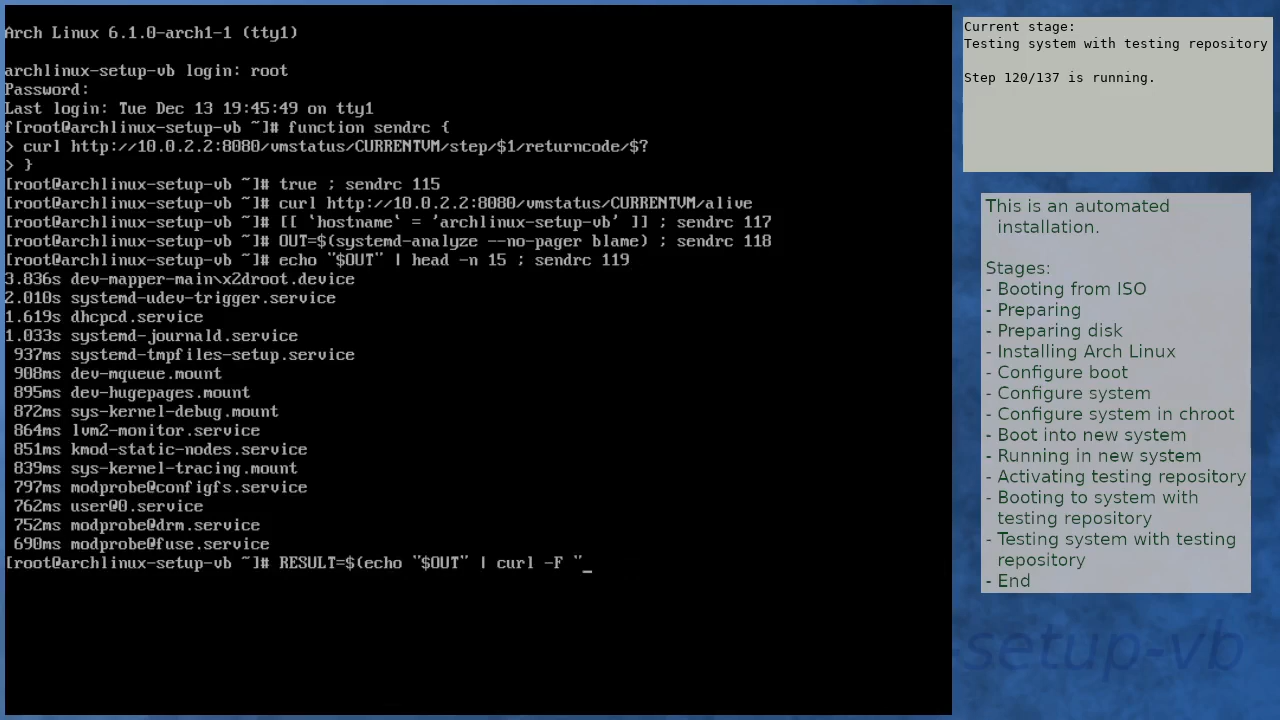 Arch Linux 6.1.0-arch1-1 (tty1)
archlinux-setup-vb login: root
Password:
Last login: Tue Dec 13 19:45:49 on tty1
f[root@archlinux-setup-vb ~]# function sendrc {
> curl http://10.0.2.2:8080/vmstatus/CURRENTVM/step/$1/returncode/$?
> }
[root@archlinux-setup-vb ~]# true ; sendrc 115
[root@archlinux-setup-vb ~]# curl http://10.0.2.2:8080/vmstatus/CURRENTVM/alive
[root@archlinux-setup-vb ~]# [[ `hostname` = 'archlinux-setup-vb' ]] ; sendrc 117
[root@archlinux-setup-vb ~]# OUT=$(systemd-analyze --no-pager blame) ; sendrc 118
[root@archlinux-setup-vb ~]# echo "$OUT" | head -n 15 ; sendrc 119
3.836s dev-mapper-main\x2droot.device
2.010s systemd-udev-trigger.service
1.619s dhcpcd.service
1.033s systemd-journald.service
937ms systemd-tmpfiles-setup.service
908ms dev-mqueue.mount
895ms dev-hugepages.mount
872ms sys-kernel-debug.mount
864ms lvm2-monitor.service
851ms kmod-static-nodes.service
839ms sys-kernel-tracing.mount
797ms modprobe@configfs.service
762ms user@0.service
752ms modprobe@drm.service
690ms modprobe@fuse.service
[root@archlinux-setup-vb ~]# RESULT=$(echo "$OUT" | curl -F "_
Current stage:
Testing system with testing repository
Step 120/137 is running.
This is an automated
installation.
Stages:
- Booting from ISO
- Preparing
- Preparing disk
- Installing Arch Linux
- Configure boot
- Configure system
- Configure system in chroot
- Boot into new system
- Running in new system
- Activating testing repository
- Booting to system with
testing repository
- Testing system with testing
repository
- End
-setup-vb